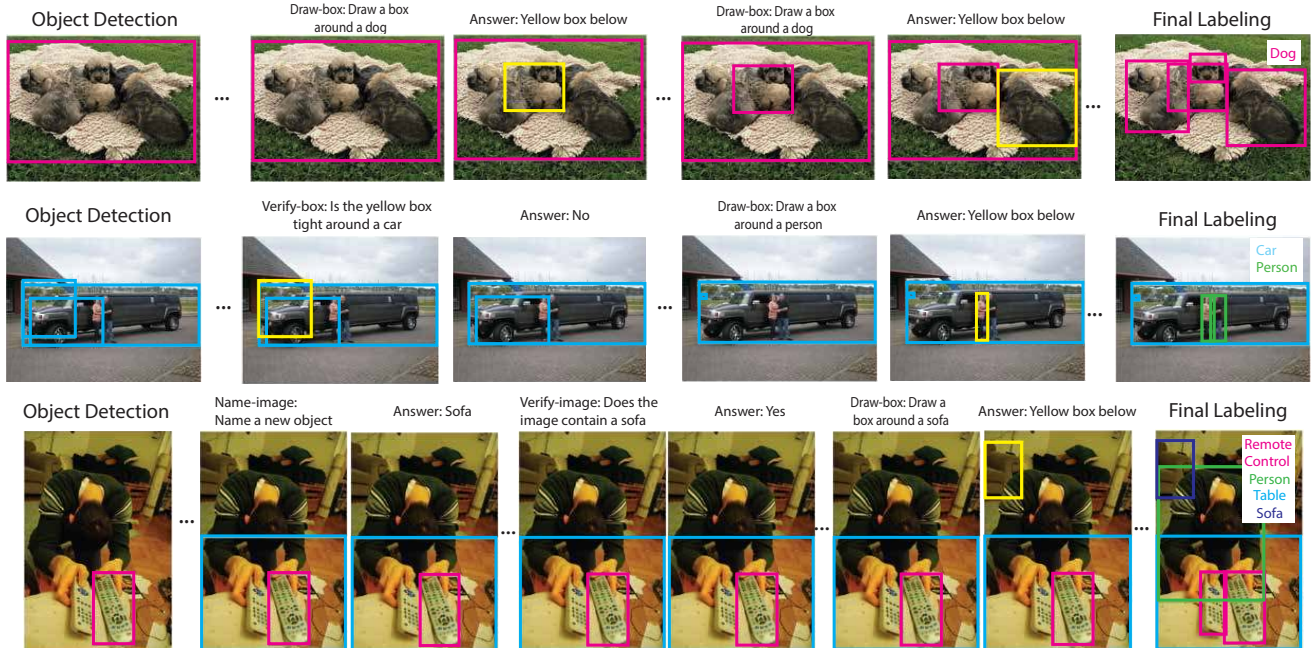 Object Detection
Draw-box: Draw a box
around a dog
Answer: Yellow box below
Draw-box: Draw a box
around a dog
Answer: Yellow box below
Final Labeling
Dog
...
...
...
Object Detection
Verify-box: Is the yellow box
tight around a car
Answer: No
Draw-box: Draw a box
around a person
Answer: Yellow box below
Final Labeling
Car
Person
...
...
...
Object Detection
Name-image:
Name a new object
Answer: Sofa
Verify-image: Does the
image contain a sofa
Answer: Yes
Draw-box: Draw a
box around a sofa
Answer: Yellow box below
Final Labeling
Remote
Control
Person
Table
Sofa
...
...
...
...